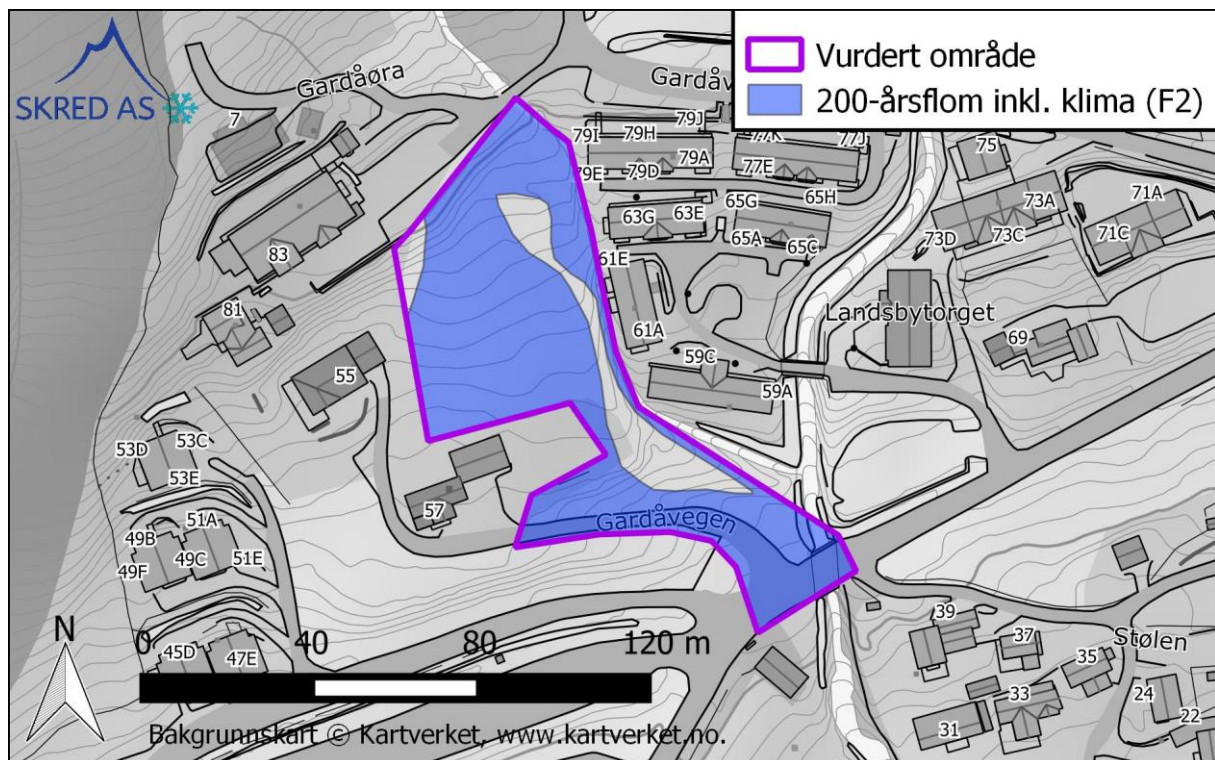 SKRED AS
Vurdert område
200-årsflom inkl. klima (F2)
Gardåøra
Gardåv
7
79I
79H
79J
79E
79D
79A
77K
77J
77E
75
63G
63E
65G
65H
65A
65C
73A
73D
73C
71A
71C
83
61E
61A
Landsbytorget
69
81
59C
59A
55
53D
53C
53E
57
Gardåvegen
51A
49B
49C
51E
49F
N
0 40 80 120 m
45D
47E
39
37
Stølen
35
33
24
31
22
Bakgrunnskart © Kartverket, www.kartverket.no.